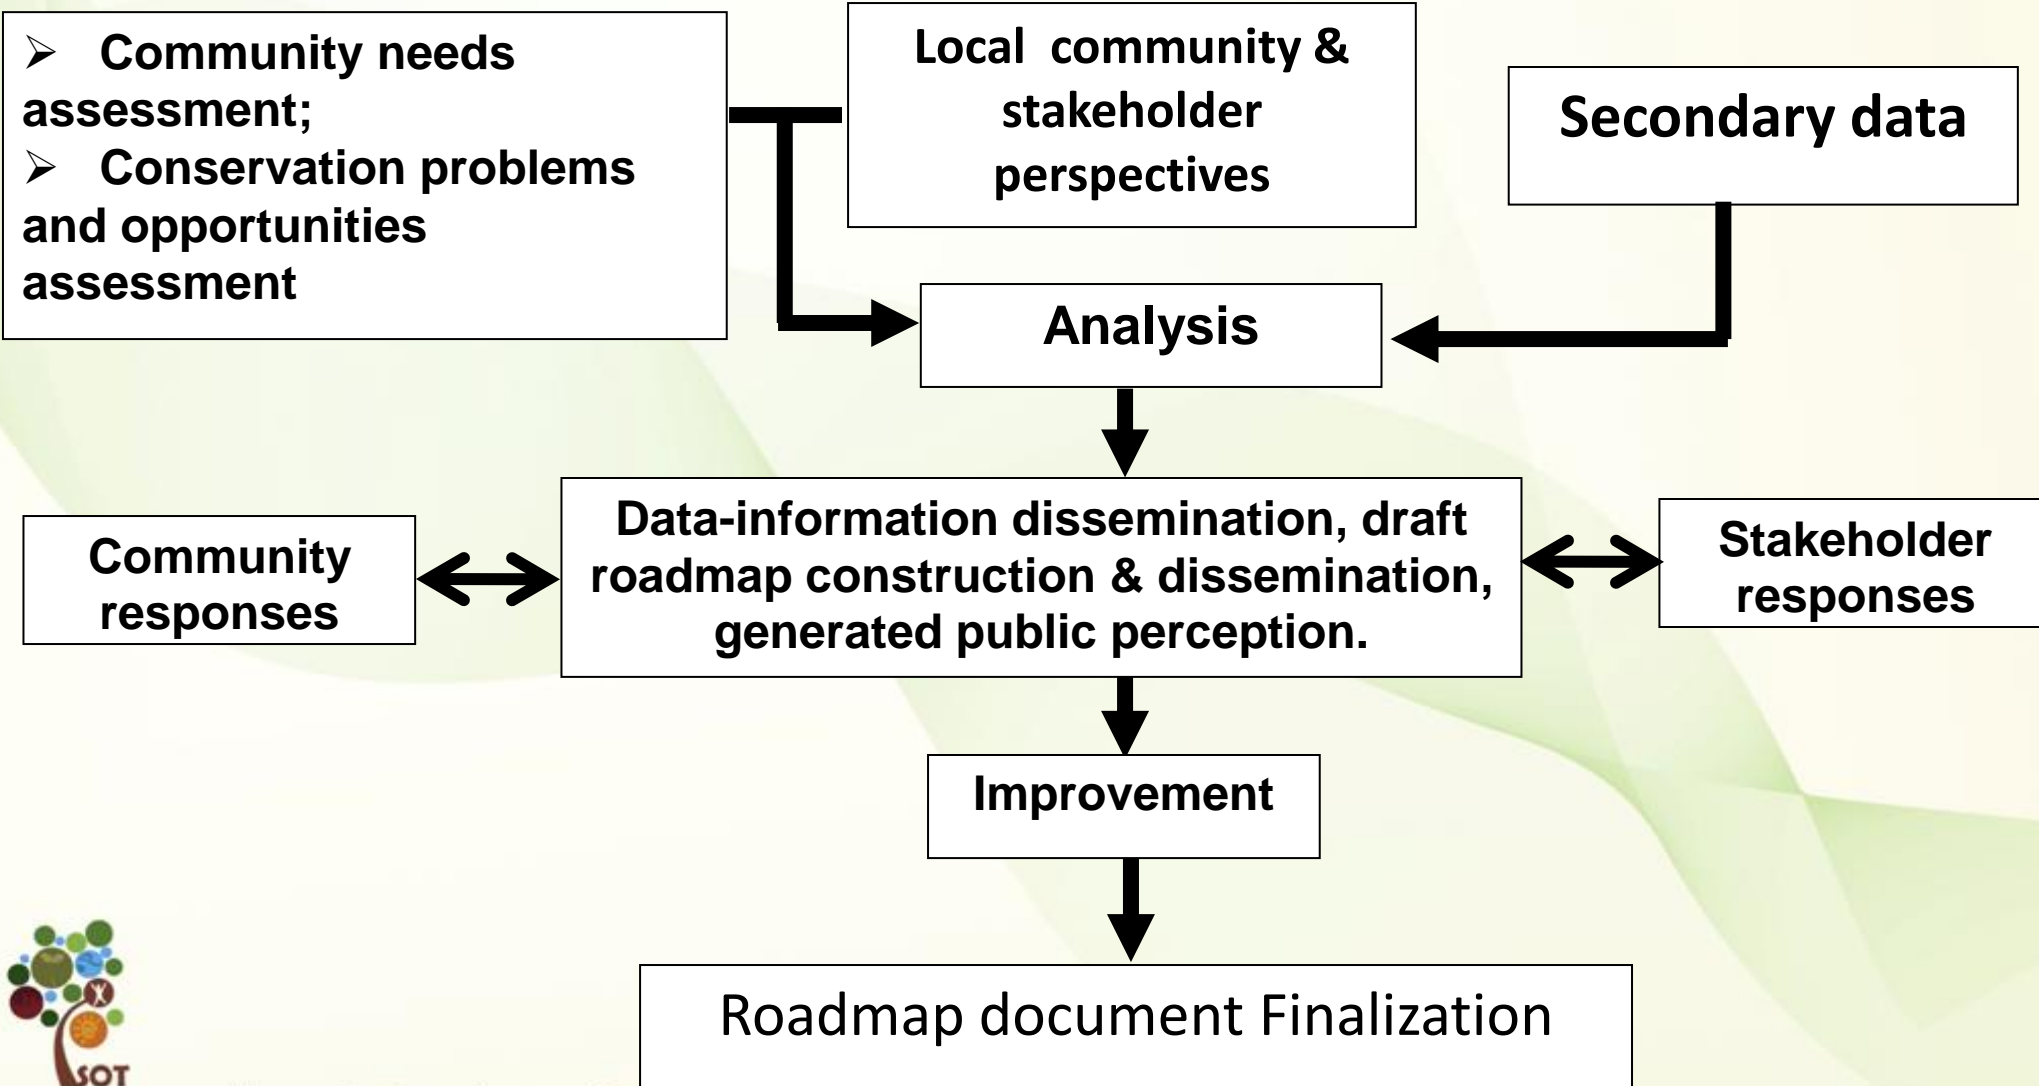 ➢ Community needs
assessment;
➢ Conservation problems
and opportunities
assessment
Local community &
stakeholder
perspectives
Secondary data
Analysis
Community
responses
Data-information dissemination, draft
roadmap construction & dissemination,
generated public perception.
Stakeholder
responses
Improvement
Roadmap document Finalization
SOT